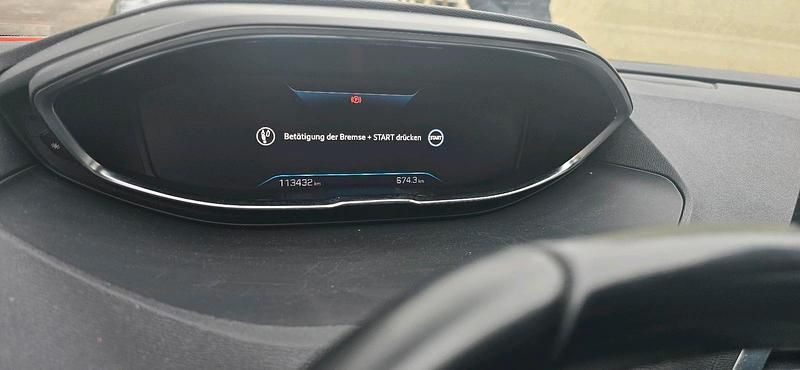 Betätigung der Bremse + START drücken START
113432 km 674.3 km